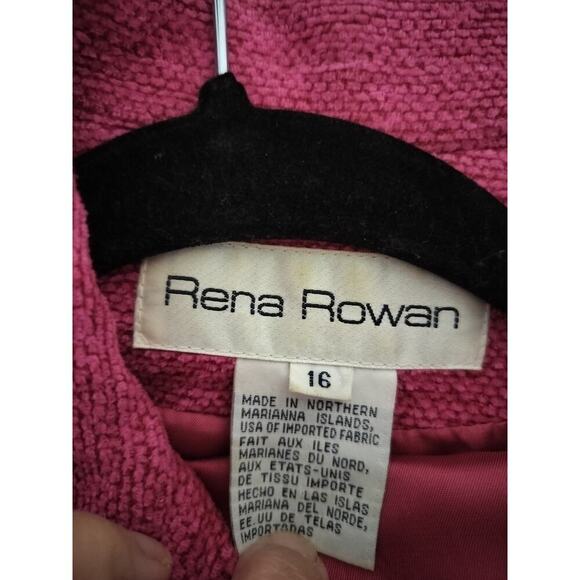 Rena Rowan
16
MADE IN NORTHERN
MARIANNA ISLANDS,
USA OF IMPORTED FABRIC
FAIT AUX ILES
MARIANES DU NORD,
AUX ETATS-UNIS
DE TISSU IMPORTE
HECHO EN LAS ISLAS
MARIANA DEL NORDE,
EE.UU DE TELAS
IMPORTADAS